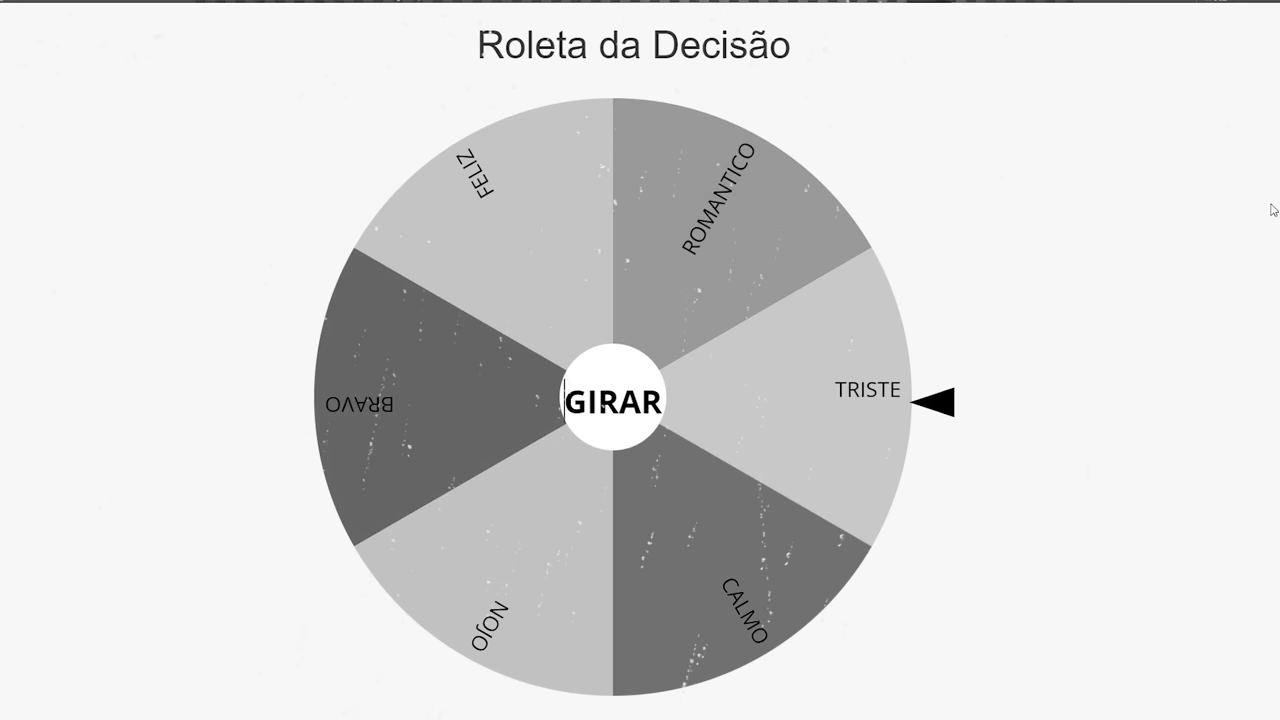 Roleta da Decisão
FELIZ
ROMANTICO
TRISTE
BRAVO
GIRAR
CALMO
NOJO